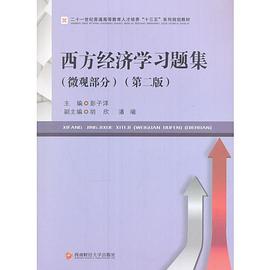 二十一世纪普通高等教育人才培养“十三五”系列规划教材
西方经济学习题集
(微观部分)(第二版)
主 编 彭子洋
副主编 胡 欣 潘 瑜
XIFANG JINGJIXUE XITIJI (WEIGUAN BUFEN) (DIERBAN)
西南财经大学出版社